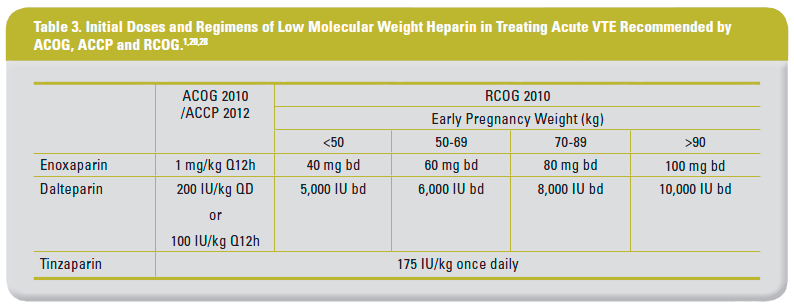 Table 3. Initial Doses and Regimens of Low Molecular Weight Heparin in Treating Acute VTE Recommended by
ACOG, ACCP and RCOG.1,20,28
ACOG 2010 RCOG 2010
/ACCP 2012 Early Pregnancy Weight (kg)
<50 50-69 70-89 >90
Enoxaparin 1 mg/kg Q12h 40 mg bd 60 mg bd 80 mg bd 100 mg bd
Dalteparin 200 IU/kg QD 5,000 IU bd 6,000 IU bd 8,000 IU bd 10,000 IU bd
or
100 IU/kg Q12h
Tinzaparin 175 IU/kg once daily